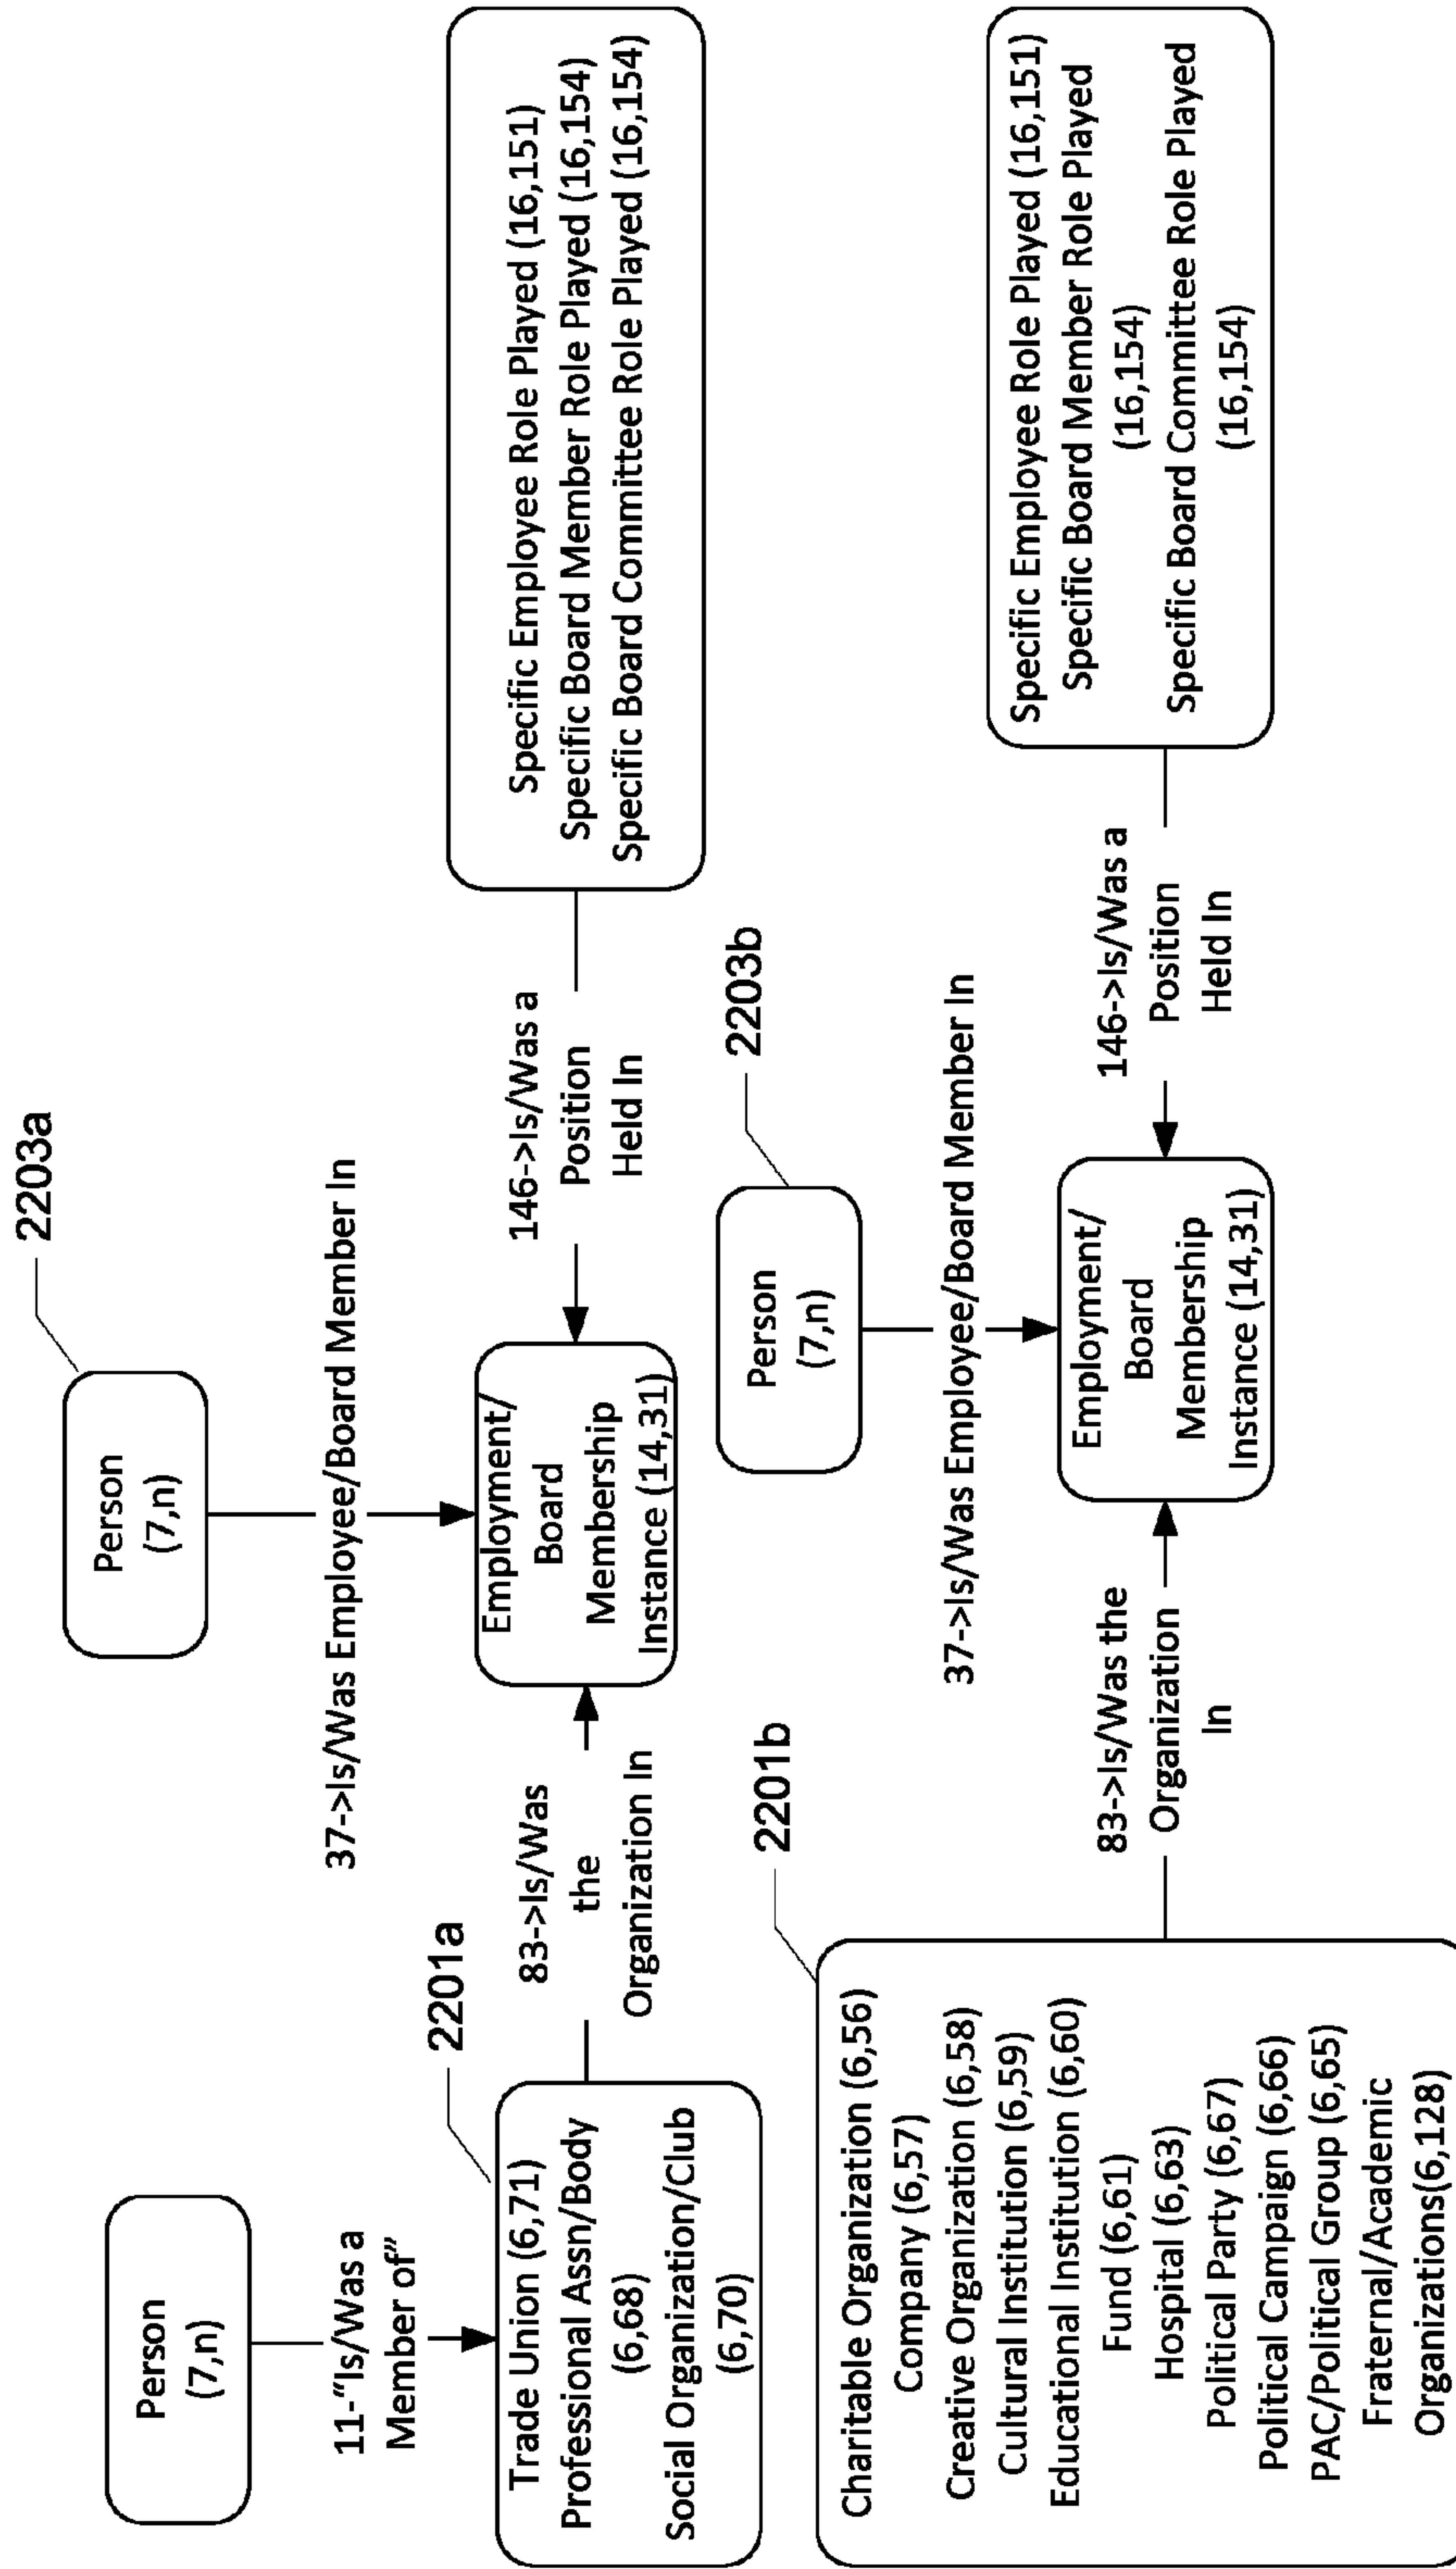 2203a
Person
(7,n)
Person
(7,n)
11-“Is/Was a
Member of”
37->Is/Was Employee/Board Member In
2201a
Trade Union (6,71)
Professional Assn/Body
(6,68)
Social Organization/Club
(6,70)
83->Is/Was
the
Organization In
Employment/
Board
Membership
Instance (14,31)
146->Is/Was a
Position
Held In
Specific Employee Role Played (16,151)
Specific Board Member Role Played (16,154)
Specific Board Committee Role Played (16,154)
2203b
Person
(7,n)
37->Is/Was Employee/Board Member In
2201b
Charitable Organization (6,56)
Company (6,57)
Creative Organization (6,58)
Cultural Institution (6,59)
Educational Institution (6,60)
Fund (6,61)
Hospital (6,63)
Political Party (6,67)
Political Campaign (6,66)
PAC/Political Group (6,65)
Fraternal/Academic
Organizations(6,128)
83->Is/Was the
Organization
In
Employment/
Board
Membership
Instance (14,31)
146->Is/Was a
Position
Held In
Specific Employee Role Played (16,151)
Specific Board Member Role Played
(16,154)
Specific Board Committee Role Played
(16,154)